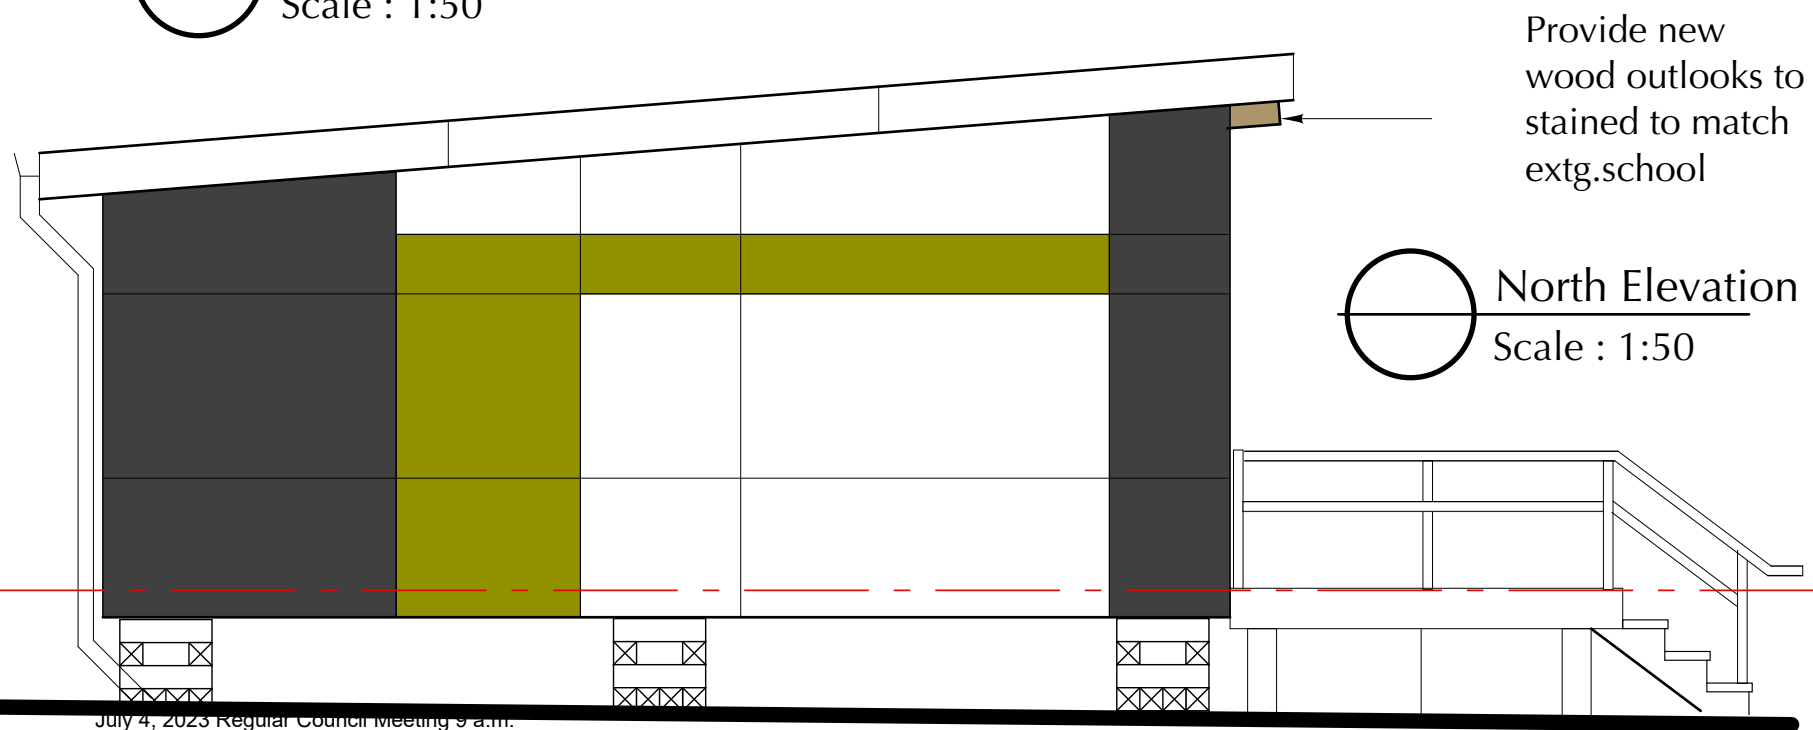 Scale : 1:50
Provide new
wood outlooks to
stained to match
extg.school
North Elevation
Scale : 1:50
July 4, 2023 Regular Council Meeting 9 a.m.